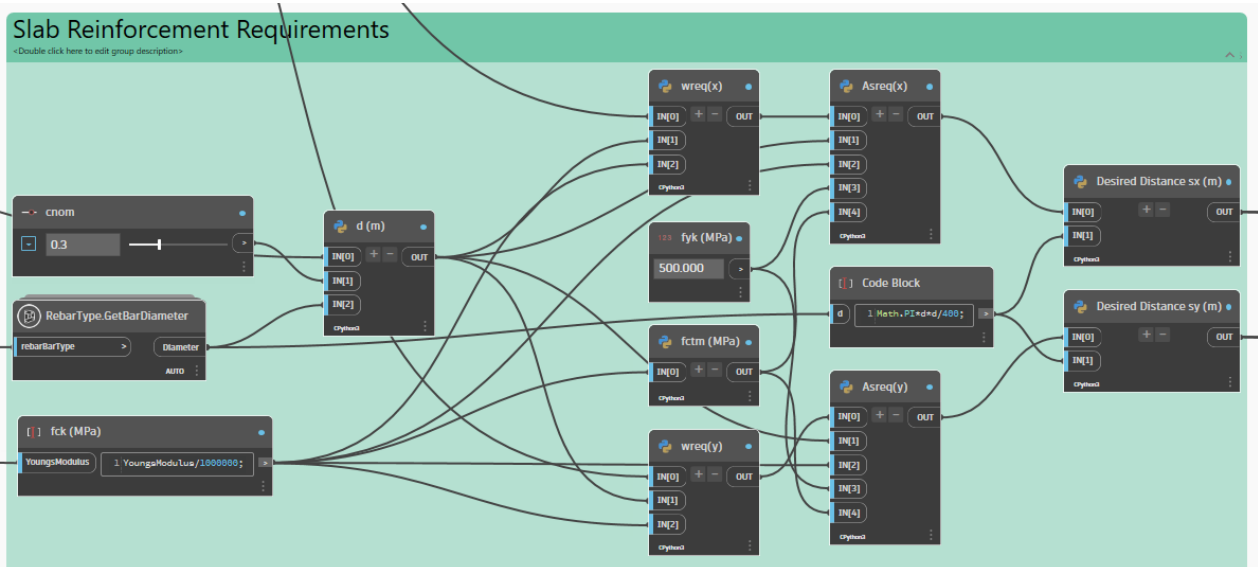 Slab Reinforcement Requirements
<Double click here to edit group description>
cnom
0.3
>
RebarType.GetBarDiameter
rebarBarType
>
Diameter
AUTO
fck (MPa)
YoungsModulus
1 YoungsModulus/1000000;
>
d (m)
IN[0] + - OUT
IN[1]
IN[2]
CPython3
wreq(x)
IN[0] + - OUT
IN[1]
IN[2]
CPython3
123 fyk (MPa)
500.000
>
fctm (MPa)
IN[0] + - OUT
CPython3
wreq(y)
IN[0] + - OUT
IN[1]
IN[2]
CPython3
Asreq(x)
IN[0] + - OUT
IN[1]
IN[2]
IN[3]
IN[4]
CPython3
Code Block
d
1 Math.PI*d*d/400;
>
Asreq(y)
IN[0] + - OUT
IN[1]
IN[2]
IN[3]
IN[4]
CPython3
Desired Distance sx (m)
IN[0] + - OUT
IN[1]
CPython3
Desired Distance sy (m)
IN[0] + - OUT
IN[1]
CPython3